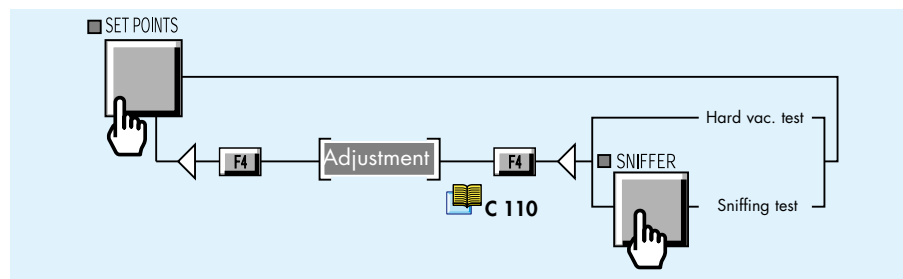 SET POINTS
Hard vac. test
F4
Adjustment
F4
SNIFFER
C 110
Sniffing test